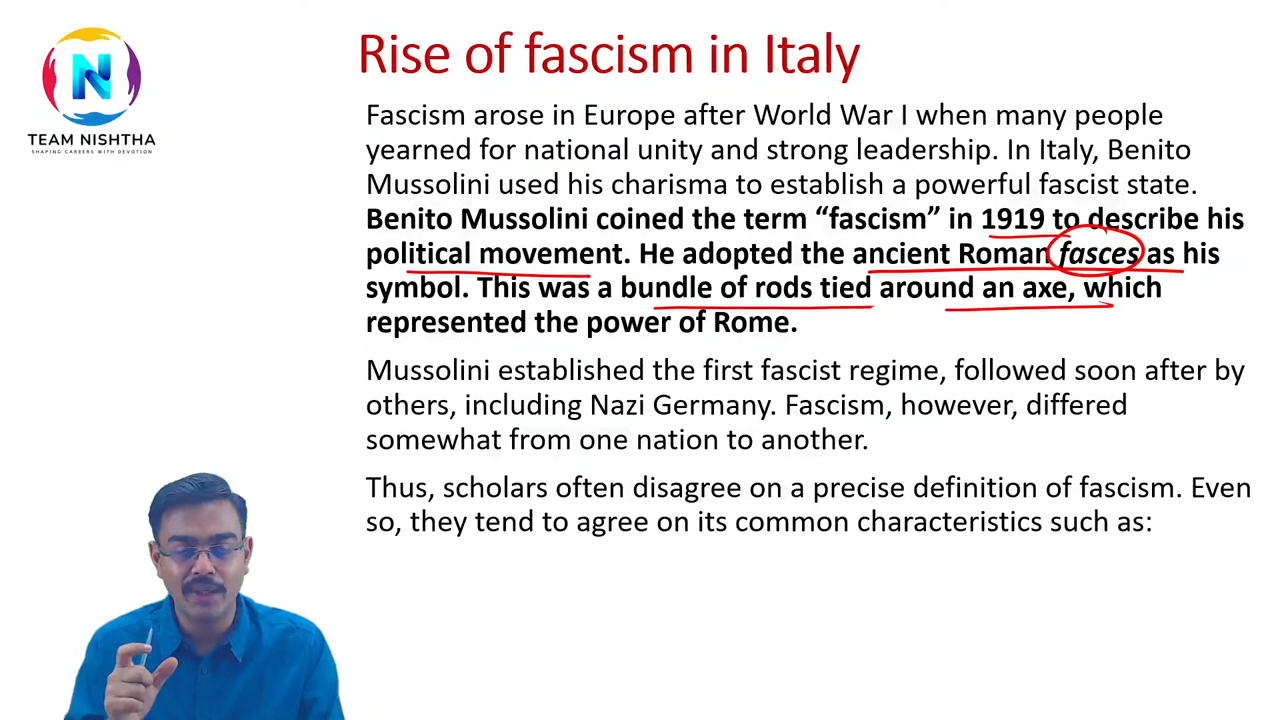 N
TEAM NISHTHA
SHAPING CAREERS WITH DEVOTION
Rise of fascism in Italy
Fascism arose in Europe after World War I when many people
yearned for national unity and strong leadership. In Italy, Benito
Mussolini used his charisma to establish a powerful fascist state.
Benito Mussolini coined the term “fascism” in 1919 to describe his
political movement. He adopted the ancient Roman fasces as his
symbol. This was a bundle of rods tied around an axe, which
represented the power of Rome.
Mussolini established the first fascist regime, followed soon after by
others, including Nazi Germany. Fascism, however, differed
somewhat from one nation to another.
Thus, scholars often disagree on a precise definition of fascism. Even
so, they tend to agree on its common characteristics such as: